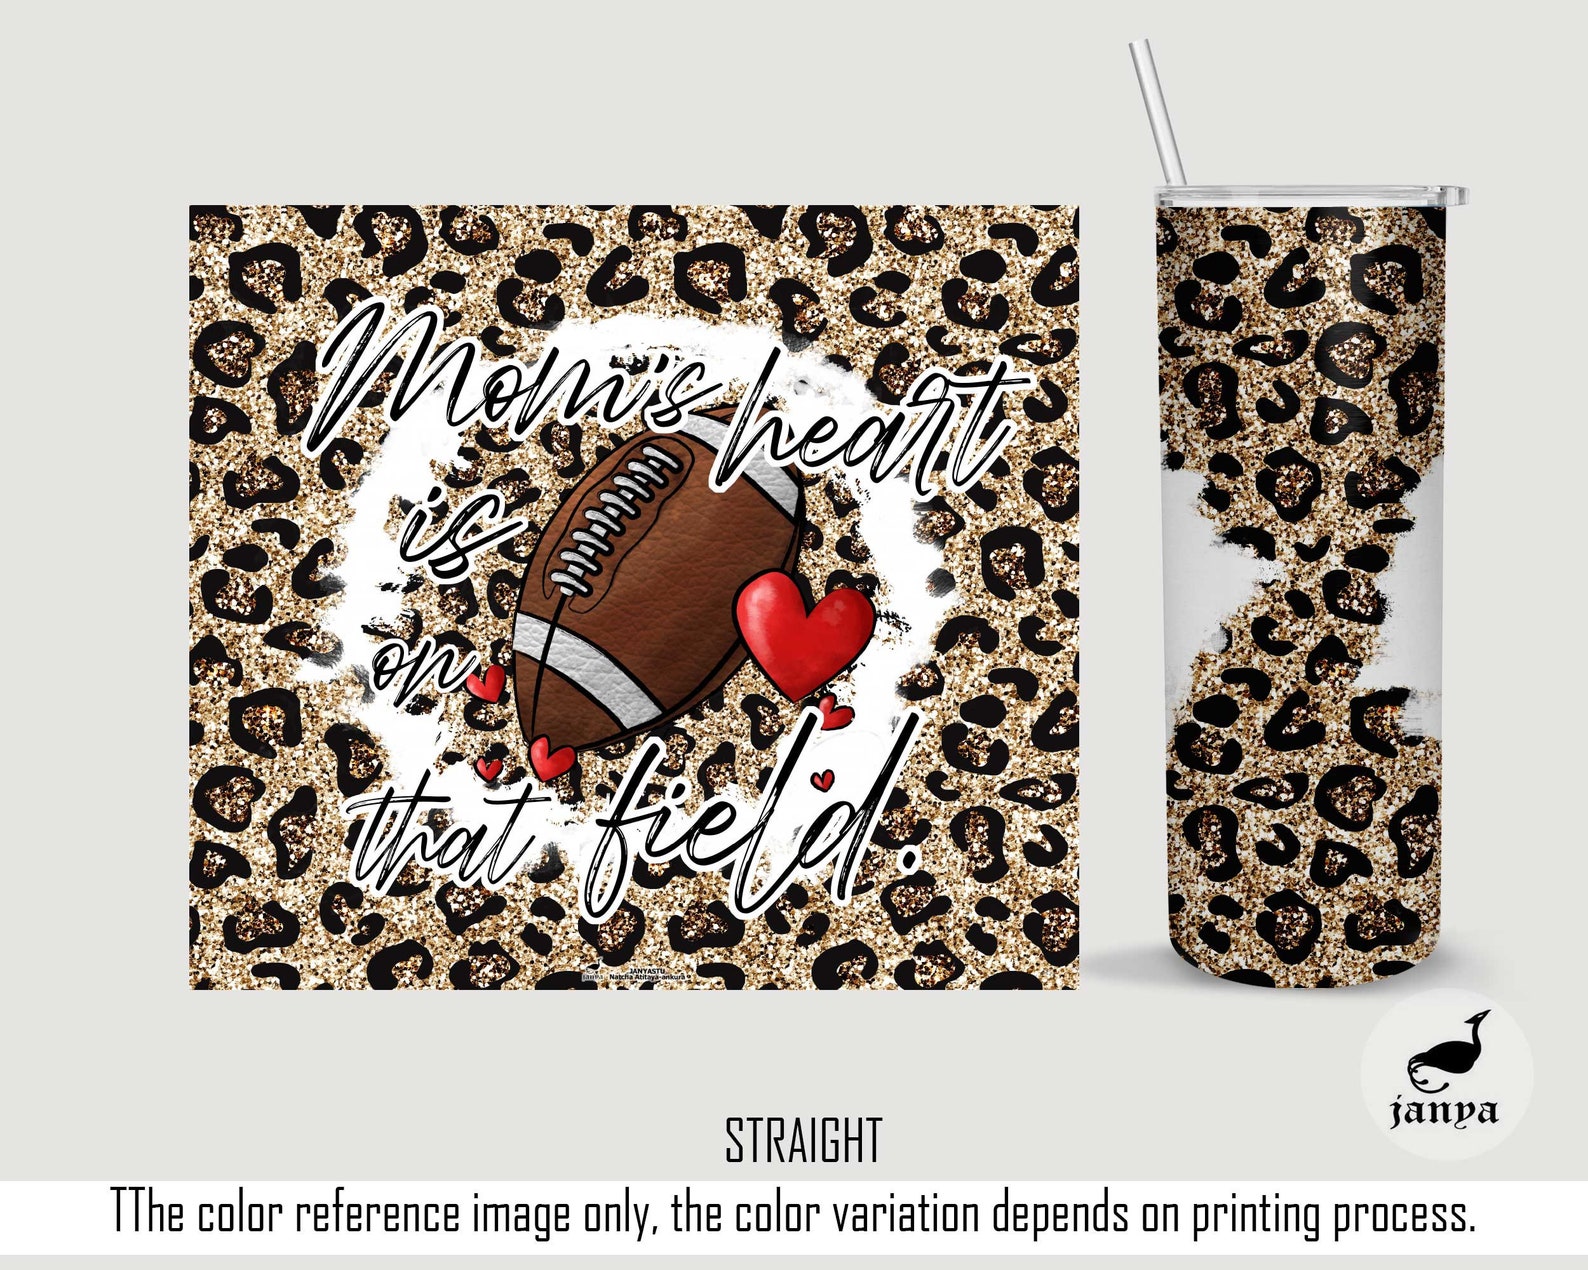 Mom's heart
is
on
that field.
JANYASTU
Natcha Atitaya-ankura
janya
STRAIGHT
TThe color reference image only, the color variation depends on printing process.